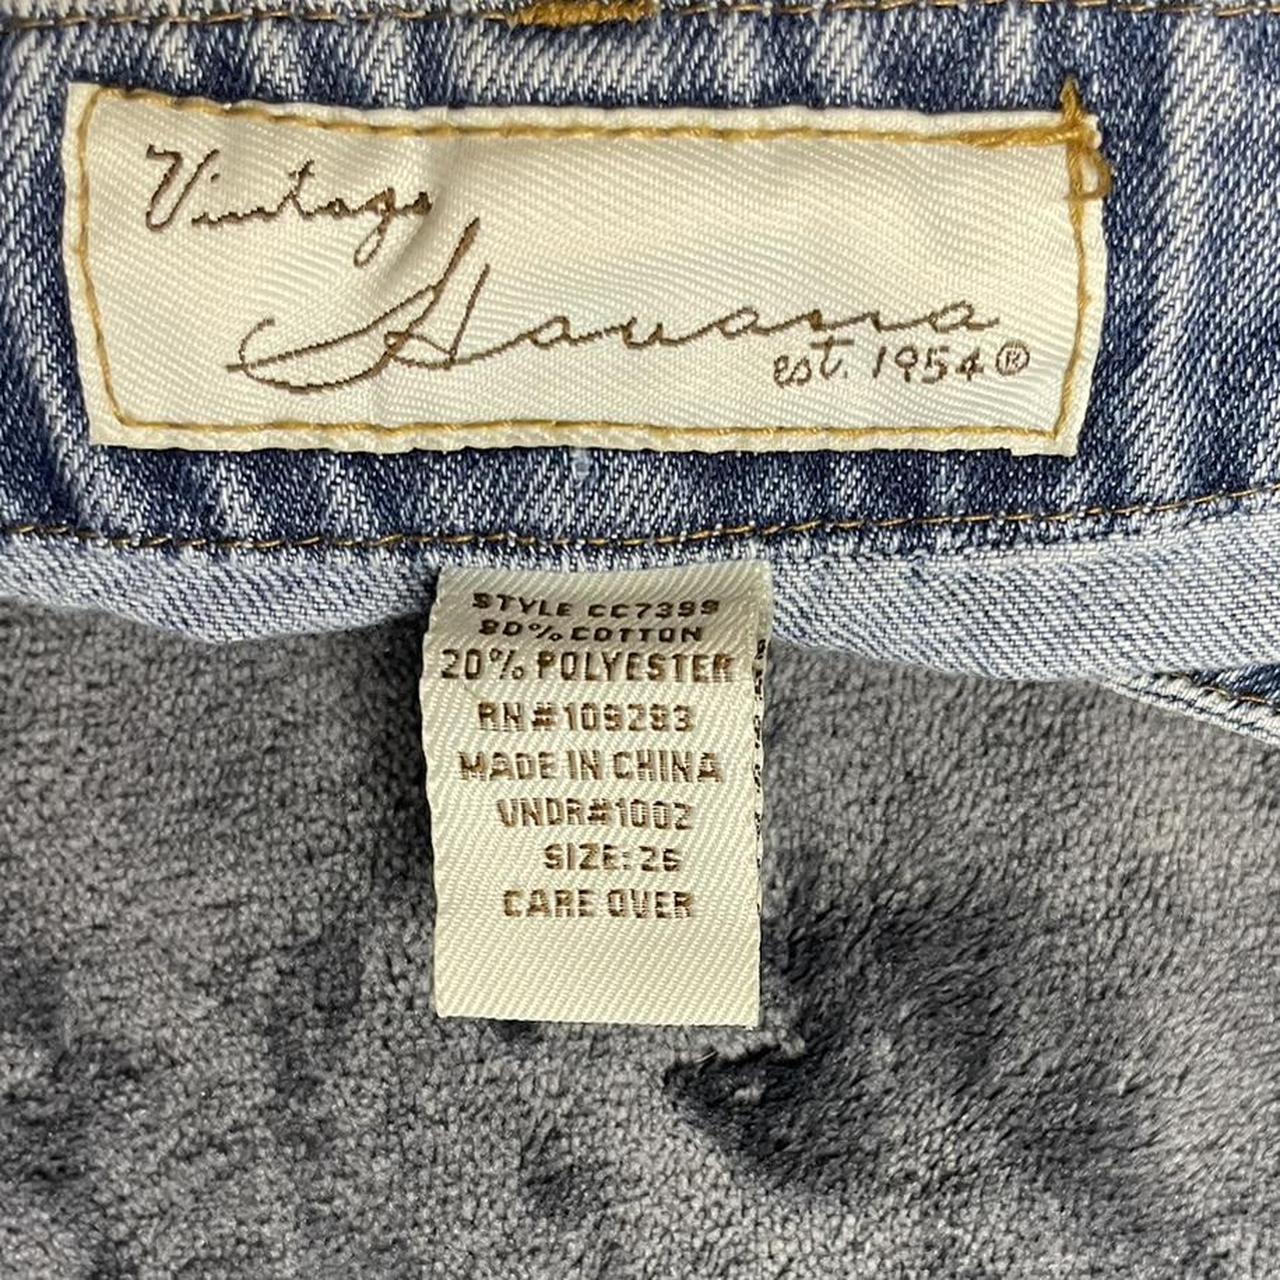 Vintage
Havana
est. 1954®
STYLE CC7399
80% COTTON
20% POLYESTER
RN#109293
MADE IN CHINA
VNDR#1002
SIZE:26
CARE OVER